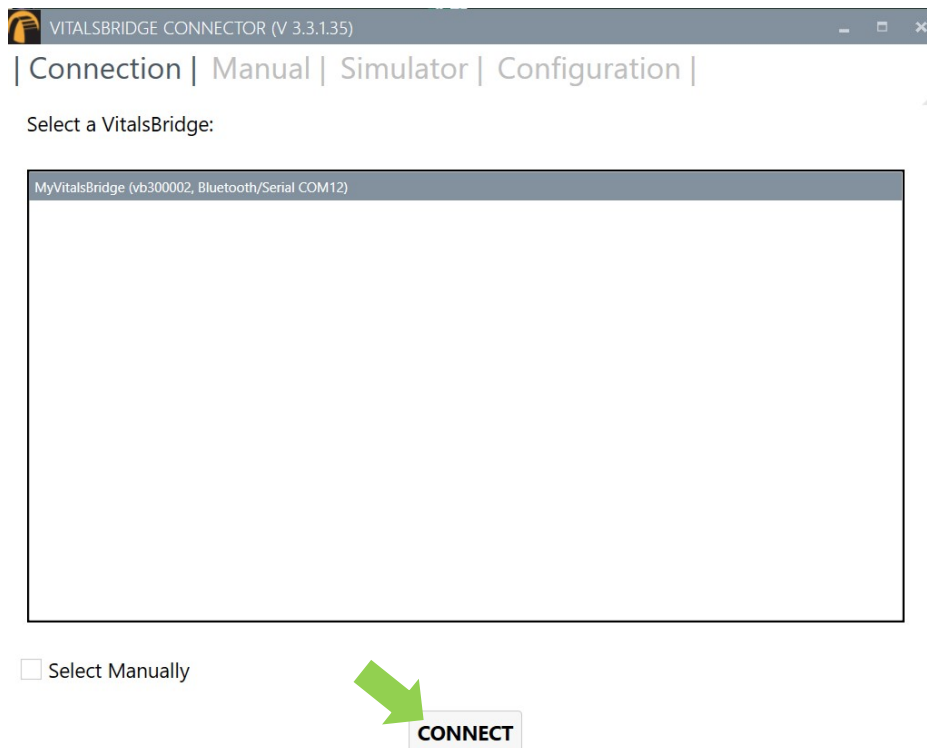 VITALSBRIDGE CONNECTOR (V 3.3.1.35)
| Connection | Manual | Simulator | Configuration |
Select a VitalsBridge:
MyVitalsBridge (vb300002, Bluetooth/Serial COM12)
Select Manually
CONNECT